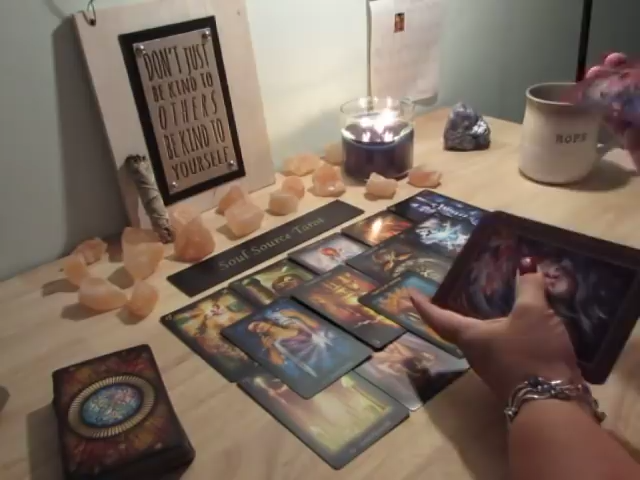 DON'T JUST
BE KIND TO
OTHERS
BE KIND TO
YOURSELF
HOPE
Soul Source Tarot